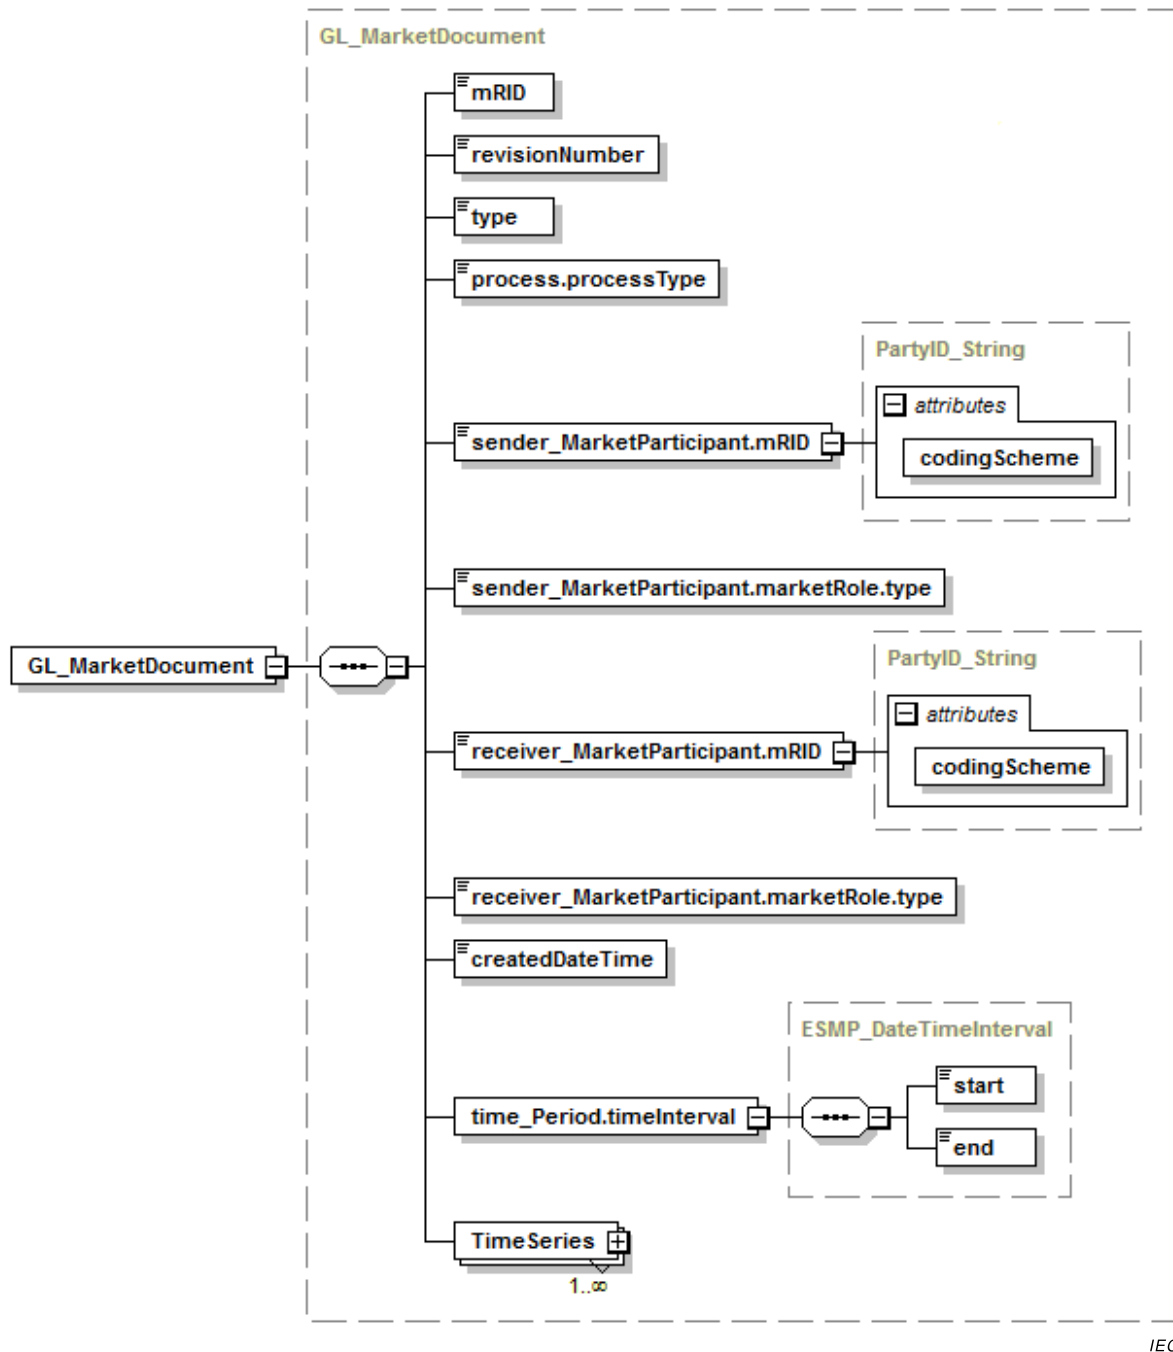 GL_MarketDocument
mRID
revisionNumber
type
process.processType
PartyID_String
attributes
sender_MarketParticipant.mRID
codingScheme
sender_MarketParticipant.marketRole.type
GL_MarketDocument
PartyID_String
attributes
receiver_MarketParticipant.mRID
codingScheme
receiver_MarketParticipant.marketRole.type
createdDateTime
ESMP_DateTimeInterval
start
time_Period.timeInterval
end
TimeSeries
1..∞
IEC